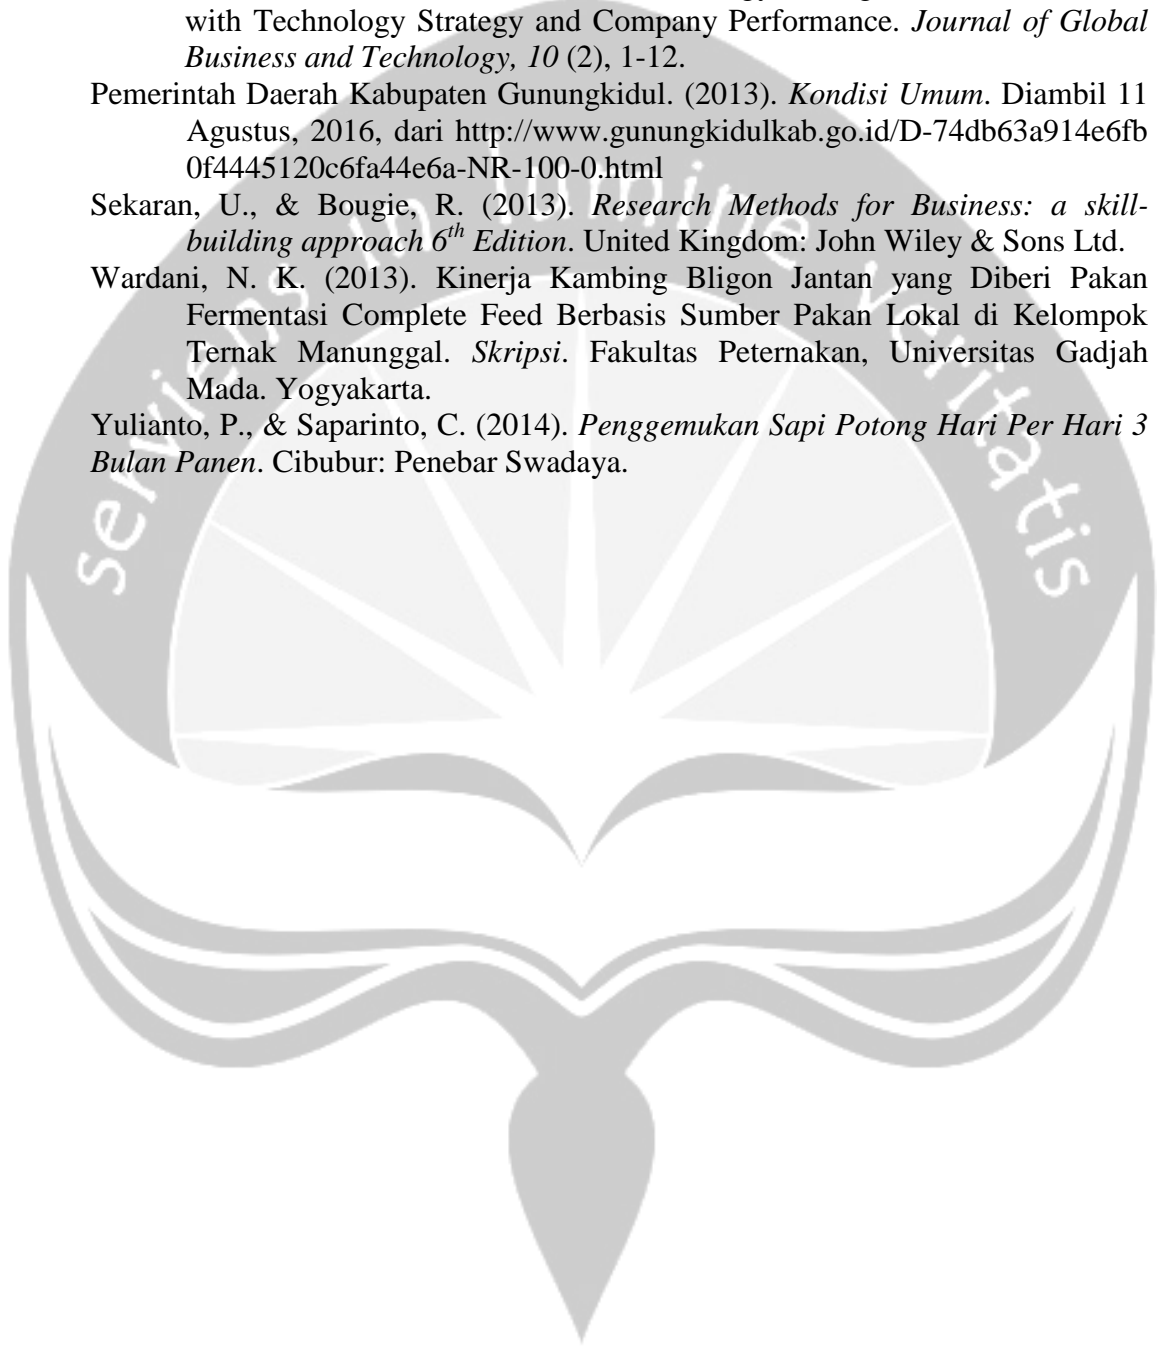 with Technology Strategy and Company Performance. Journal of Global
Business and Technology, 10 (2), 1-12.
Pemerintah Daerah Kabupaten Gunungkidul. (2013). Kondisi Umum. Diambil 11
Agustus, 2016, dari http://www.gunungkidulkab.go.id/D-74db63a914e6fb
0f4445120c6fa44e6a-NR-100-0.html
Sekaran, U., & Bougie, R. (2013). Research Methods for Business: a skill-
building approach 6th Edition. United Kingdom: John Wiley & Sons Ltd.
Wardani, N. K. (2013). Kinerja Kambing Bligon Jantan yang Diberi Pakan
Fermentasi Complete Feed Berbasis Sumber Pakan Lokal di Kelompok
Ternak Manunggal. Skripsi. Fakultas Peternakan, Universitas Gadjah
Mada. Yogyakarta.
Yulianto, P., & Saparinto, C. (2014). Penggemukan Sapi Potong Hari Per Hari 3
Bulan Panen. Cibubur: Penebar Swadaya.
serviens in lumine veritatis